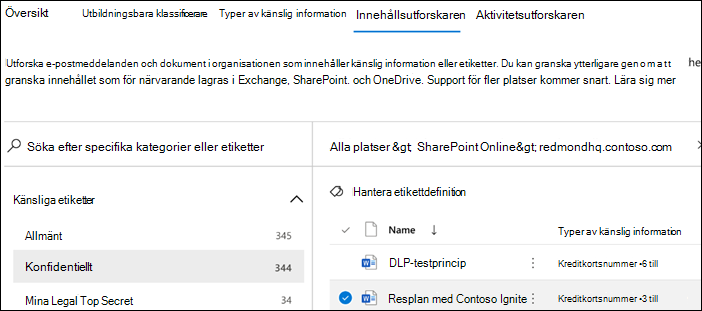 Översikt Utbildningsbara klassificerare Typer av känslig information Innehållsutforskaren Aktivitetsutforskaren
Utforska e-postmeddelanden och dokument i organisationen som innehåller känslig information eller etiketter. Du kan granska ytterligare genom att he
granska innehållet som för närvarande lagras i Exchange, SharePoint. och OneDrive. Support för fler platser kommer snart. Lära sig mer
Söka efter specifika kategorier eller etiketter
Alla platser &gt; SharePoint Online&gt; redmondhq.contoso.com
Känsliga etiketter
Allmänt 345
Konfidentiellt 344
Mina Legal Top Secret 34
Hantera etikettdefinition
Name ↓ Typer av känslig information
DLP-testprincip Kreditkortsnummer •6 till
Resplan med Contoso Ignite Kreditkortsnummer •3 till